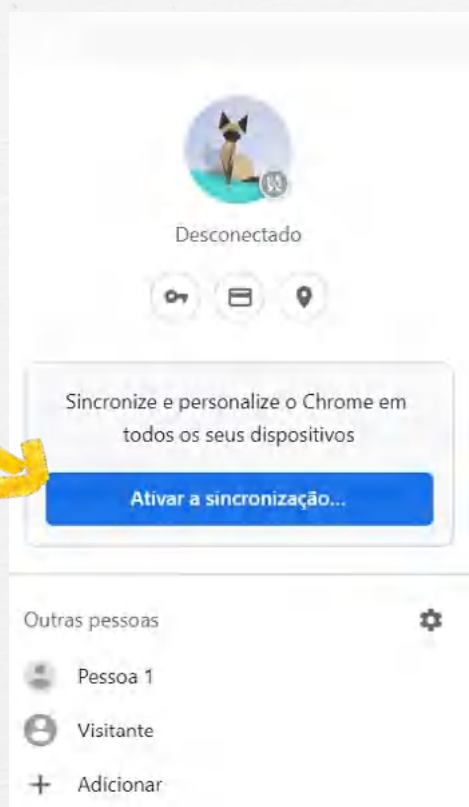 Desconectado
Sincronize e personalize o Chrome em
todos os seus dispositivos
Ativar a sincronização...
Outras pessoas
Pessoa 1
Visitante
Adicionar